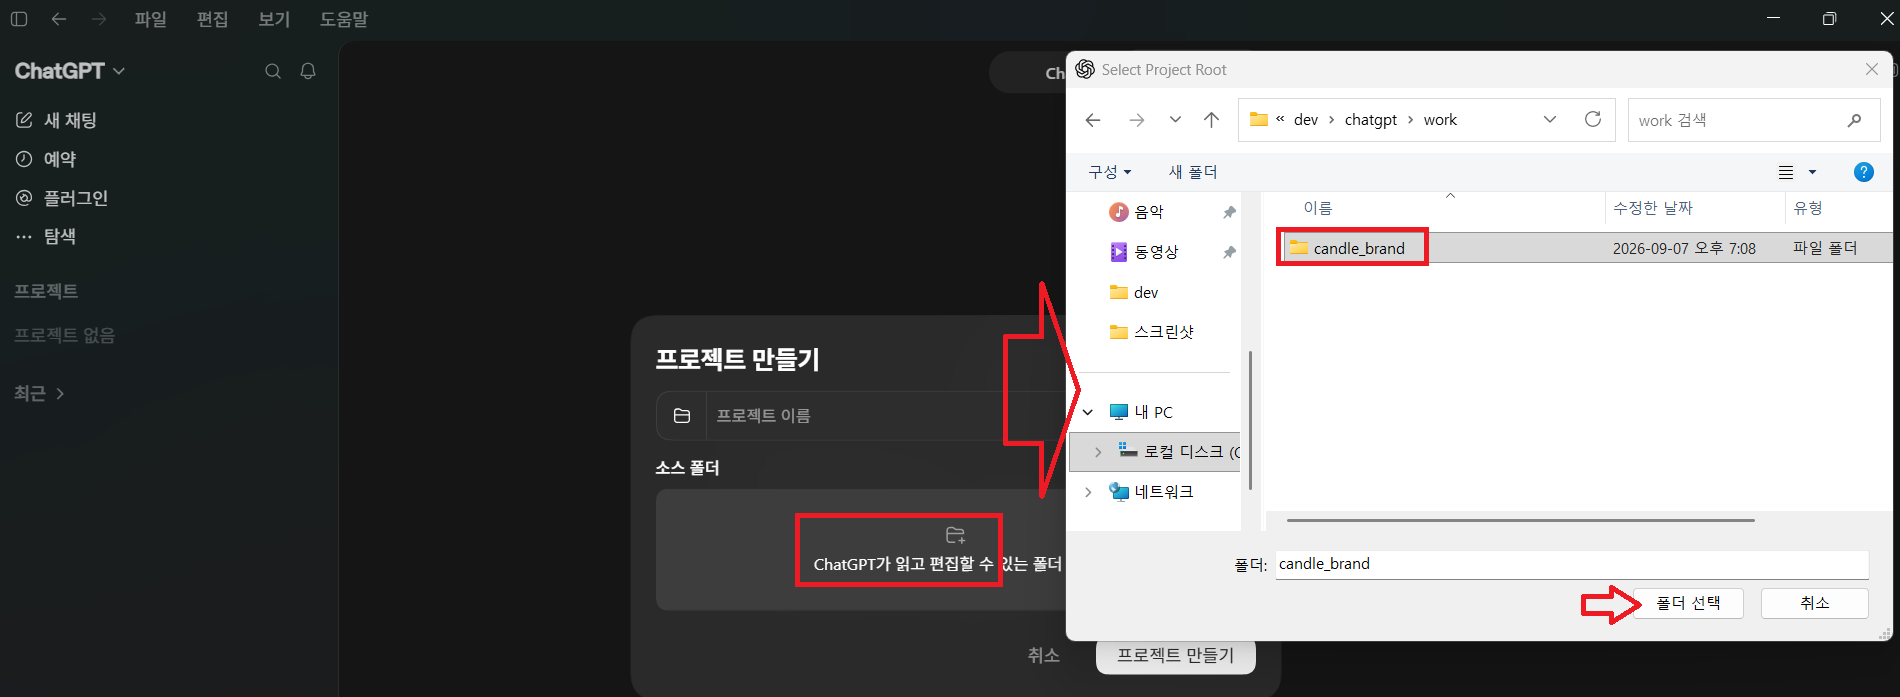 파일 편집 보기 도움말
ChatGPT
새 채팅
예약
플러그인
탐색
프로젝트
프로젝트 없음
최근
프로젝트 만들기
프로젝트 이름
소스 폴더
ChatGPT가 읽고 편집할 수 있는 폴더
취소
프로젝트 만들기
Ch
Select Project Root
« dev › chatgpt › work
work 검색
구성
새 폴더
음악
동영상
dev
스크린샷
내 PC
로컬 디스크 (C
네트워크
이름 수정한 날짜 유형
candle_brand 2026-09-07 오후 7:08 파일 폴더
폴더: candle_brand
폴더 선택 취소